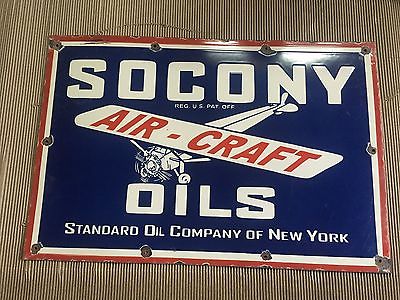 SOCONY
REG. U.S. PAT. OFF.
AIR-CRAFT
OILS
STANDARD OIL COMPANY OF NEW YORK